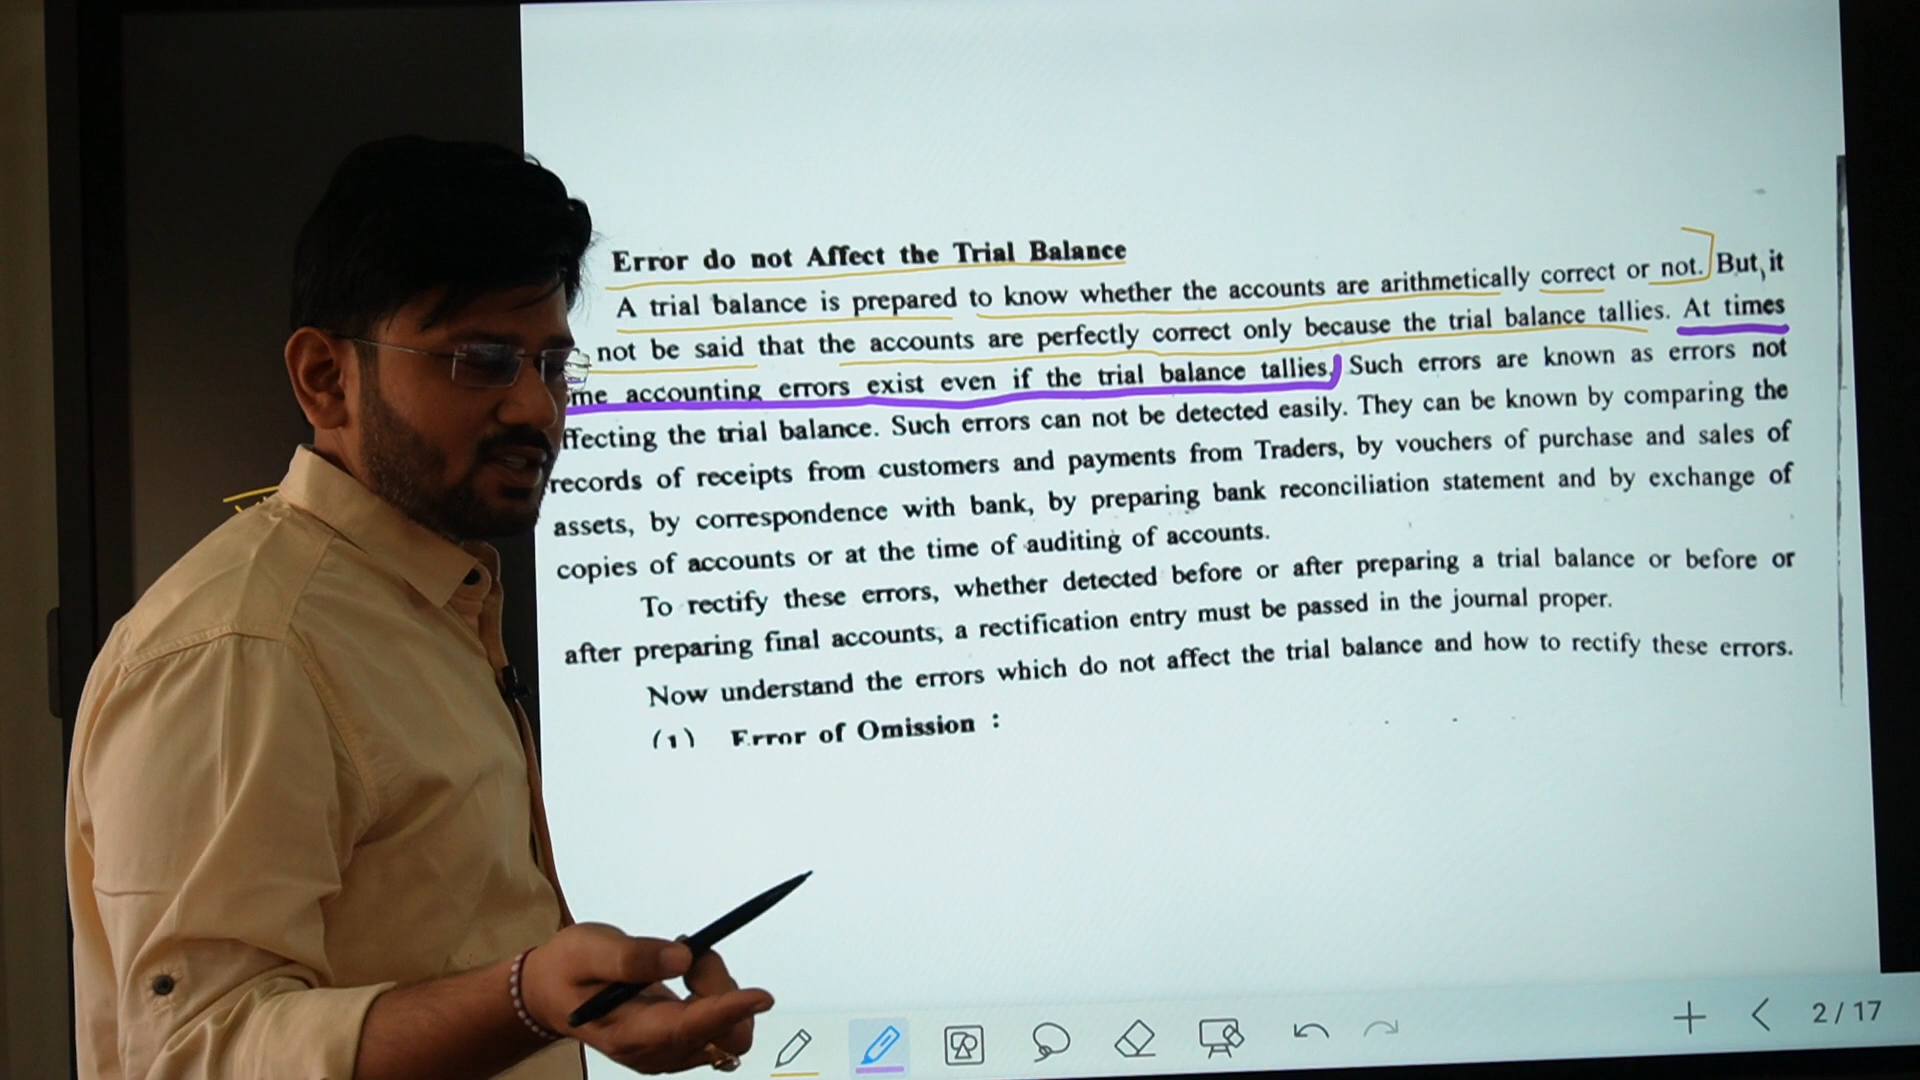 Error do not Affect the Trial Balance
A trial balance is prepared to know whether the accounts are arithmetically correct or not. But, it
not be said that the accounts are perfectly correct only because the trial balance tallies. At times
me accounting errors exist even if the trial balance tallies. Such errors are known as errors not
ffecting the trial balance. Such errors can not be detected easily. They can be known by comparing the
records of receipts from customers and payments from Traders, by vouchers of purchase and sales of
assets, by correspondence with bank, by preparing bank reconciliation statement and by exchange of
copies of accounts or at the time of auditing of accounts.
To rectify these errors, whether detected before or after preparing a trial balance or before or
after preparing final accounts, a rectification entry must be passed in the journal proper.
Now understand the errors which do not affect the trial balance and how to rectify these errors.
(1) Error of Omission :
2 / 17